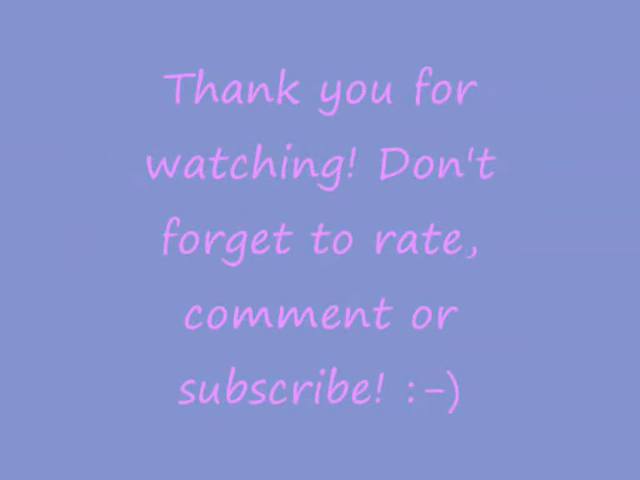 Thank you for
watching! Don't
forget to rate,
comment or
subscribe! :-)